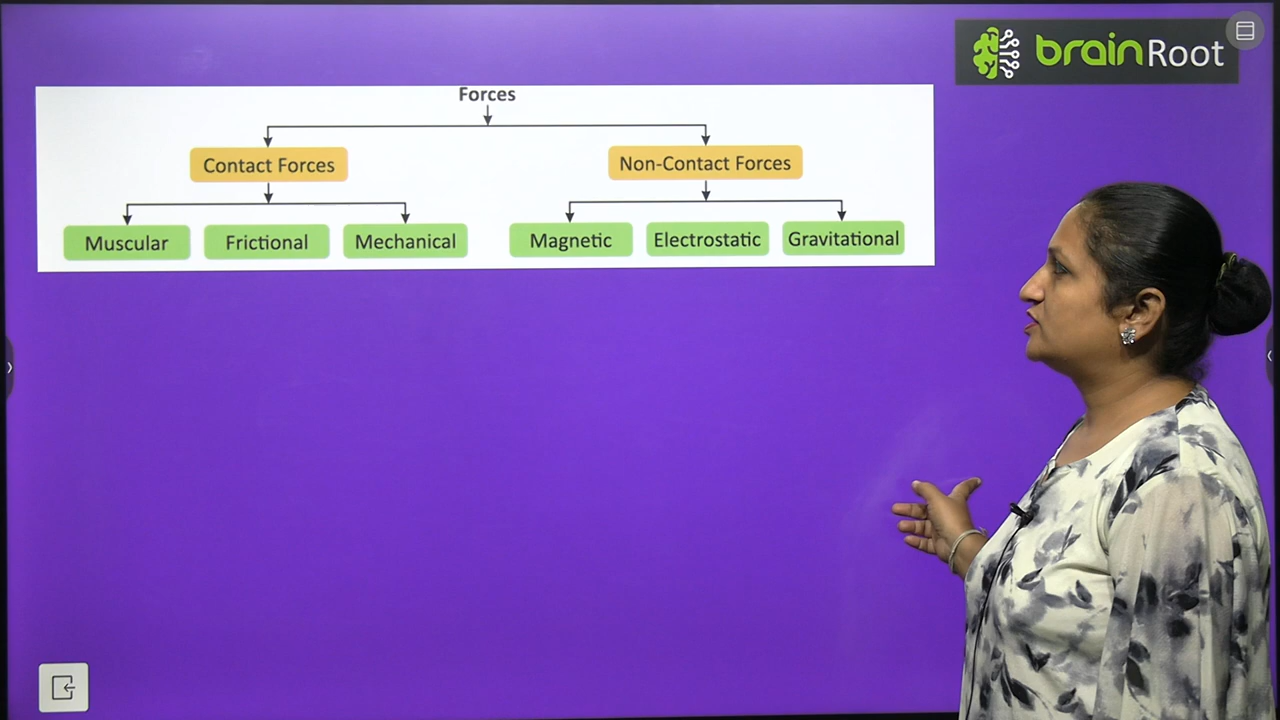 brainRoot
Forces
Contact Forces
Non-Contact Forces
Muscular
Frictional
Mechanical
Magnetic
Electrostatic
Gravitational